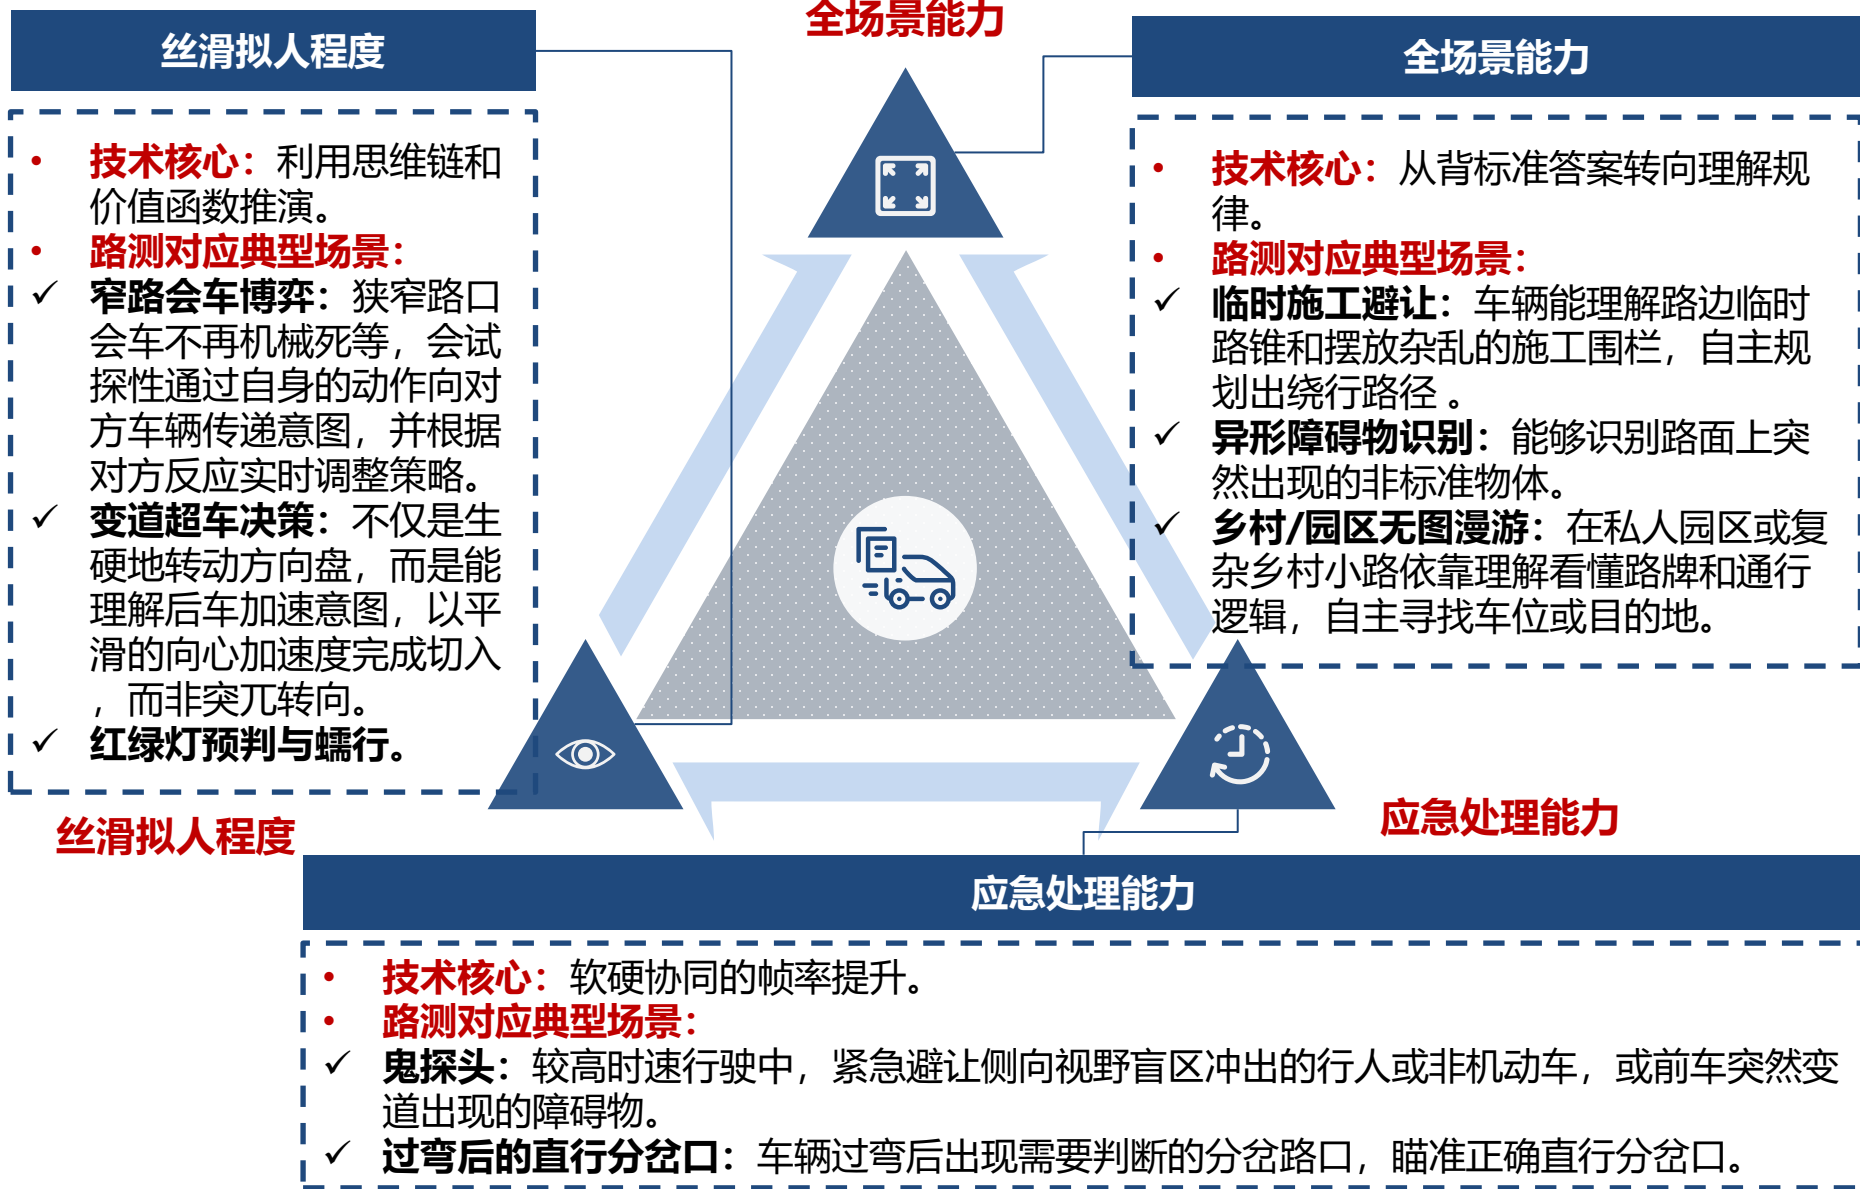 全场景能力
丝滑拟人程度
• 技术核心：利用思维链和
价值函数推演。
• 路测对应典型场景：
✓ 窄路会车博弈：狭窄路口
会车不再机械死等，会试
探性通过自身的动作向对
方车辆传递意图，并根据
对方反应实时调整策略。
✓ 变道超车决策：不仅是生
硬地转动方向盘，而是能
理解后车加速意图，以平
滑的向心加速度完成切入
，而非突兀转向。
✓ 红绿灯预判与蠕行。
丝滑拟人程度
全场景能力
• 技术核心：从背标准答案转向理解规
律。
• 路测对应典型场景：
✓ 临时施工避让：车辆能理解路边临时
路锥和摆放杂乱的施工围栏，自主规
划出绕行路径 。
✓ 异形障碍物识别：能够识别路面上突
然出现的非标准物体。
✓ 乡村/园区无图漫游：在私人园区或复
杂乡村小路依靠理解看懂路牌和通行
逻辑，自主寻找车位或目的地。
应急处理能力
应急处理能力
• 技术核心：软硬协同的帧率提升。
• 路测对应典型场景：
✓ 鬼探头：较高时速行驶中，紧急避让侧向视野盲区冲出的行人或非机动车，或前车突然变
道出现的障碍物。
✓ 过弯后的直行分岔口：车辆过弯后出现需要判断的分岔路口，瞄准正确直行分岔口。